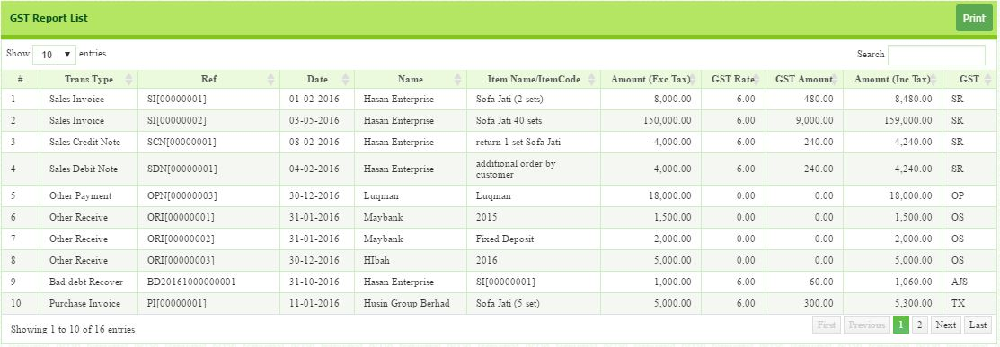 GST Report List
Print
Show 10 entries
Search
# Trans Type Ref Date Name Item Name/ItemCode Amount (Exc Tax) GST Rate GST Amount Amount (Inc Tax) GST
1 Sales Invoice SI[00000001] 01-02-2016 Hasan Enterprise Sofa Jati (2 sets) 8,000.00 6.00 480.00 8,480.00 SR
2 Sales Invoice SI[00000002] 03-05-2016 Hasan Enterprise Sofa Jati 40 sets 150,000.00 6.00 9,000.00 159,000.00 SR
3 Sales Credit Note SCN[00000001] 08-02-2016 Hasan Enterprise return 1 set Sofa Jati -4,000.00 6.00 -240.00 -4,240.00 SR
4 Sales Debit Note SDN[00000001] 04-02-2016 Hasan Enterprise additional order by customer 4,000.00 6.00 240.00 4,240.00 SR
5 Other Payment OPN[00000003] 30-12-2016 Luqman Luqman 18,000.00 0.00 0.00 18,000.00 OP
6 Other Receive ORI[00000001] 31-01-2016 Maybank 2015 1,500.00 0.00 0.00 1,500.00 OS
7 Other Receive ORI[00000002] 31-01-2016 Maybank Fixed Deposit 2,000.00 0.00 0.00 2,000.00 OS
8 Other Receive ORI[00000003] 30-12-2016 HIbah 2016 5,000.00 0.00 0.00 5,000.00 OS
9 Bad debt Recover BD20161000000001 31-10-2016 Hasan Enterprise SI[00000001] 1,000.00 6.00 60.00 1,060.00 AJS
10 Purchase Invoice PI[00000001] 11-01-2016 Husin Group Berhad Sofa Jati (5 set) 5,000.00 6.00 300.00 5,300.00 TX
Showing 1 to 10 of 16 entries
First Previous 1 2 Next Last